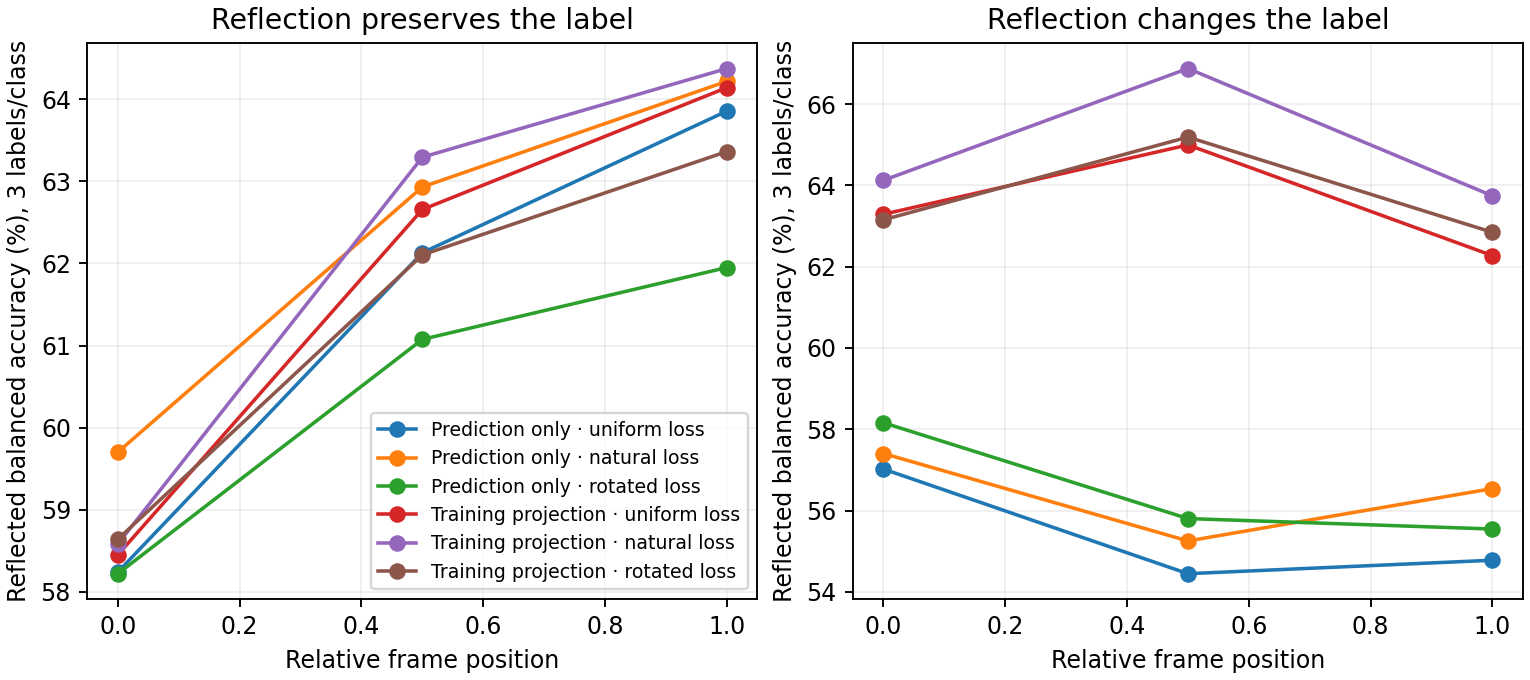 Reflection preserves the label
Reflected balanced accuracy (%), 3 labels/class
64
63
62
61
60
59
58
0.0
0.2
0.4
0.6
0.8
1.0
Relative frame position
Prediction only · uniform loss
Prediction only · natural loss
Prediction only · rotated loss
Training projection · uniform loss
Training projection · natural loss
Training projection · rotated loss
Reflection changes the label
Reflected balanced accuracy (%), 3 labels/class
66
64
62
60
58
56
54
0.0
0.2
0.4
0.6
0.8
1.0
Relative frame position